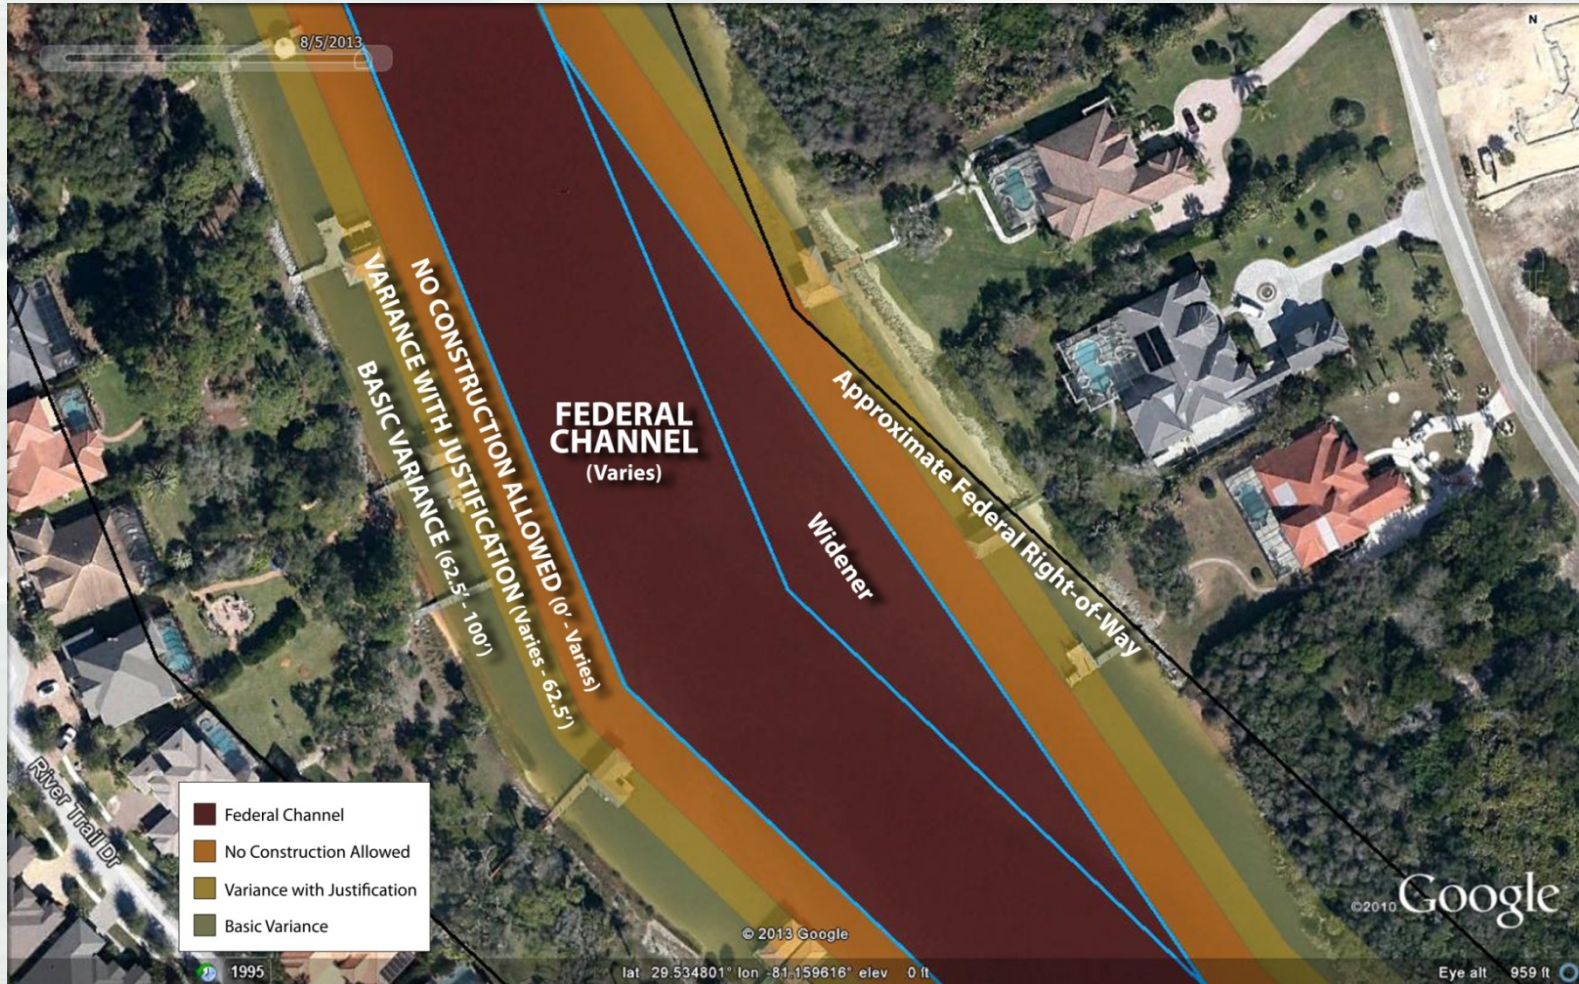 8/5/2013
N
NO CONSTRUCTION ALLOWED (0' - Varies)
VARIANCE WITH JUSTIFICATION (Varies - 62.5')
BASIC VARIANCE (62.5' - 100')
FEDERAL
CHANNEL
(Varies)
Widener
Approximate Federal Right-of-Way
River Trail Dr
Federal Channel
No Construction Allowed
Variance with Justification
Basic Variance
©2010 Google
© 2013 Google
1995
lat 29.534801° lon -81.159616° elev 0 ft
Eye alt 959 ft